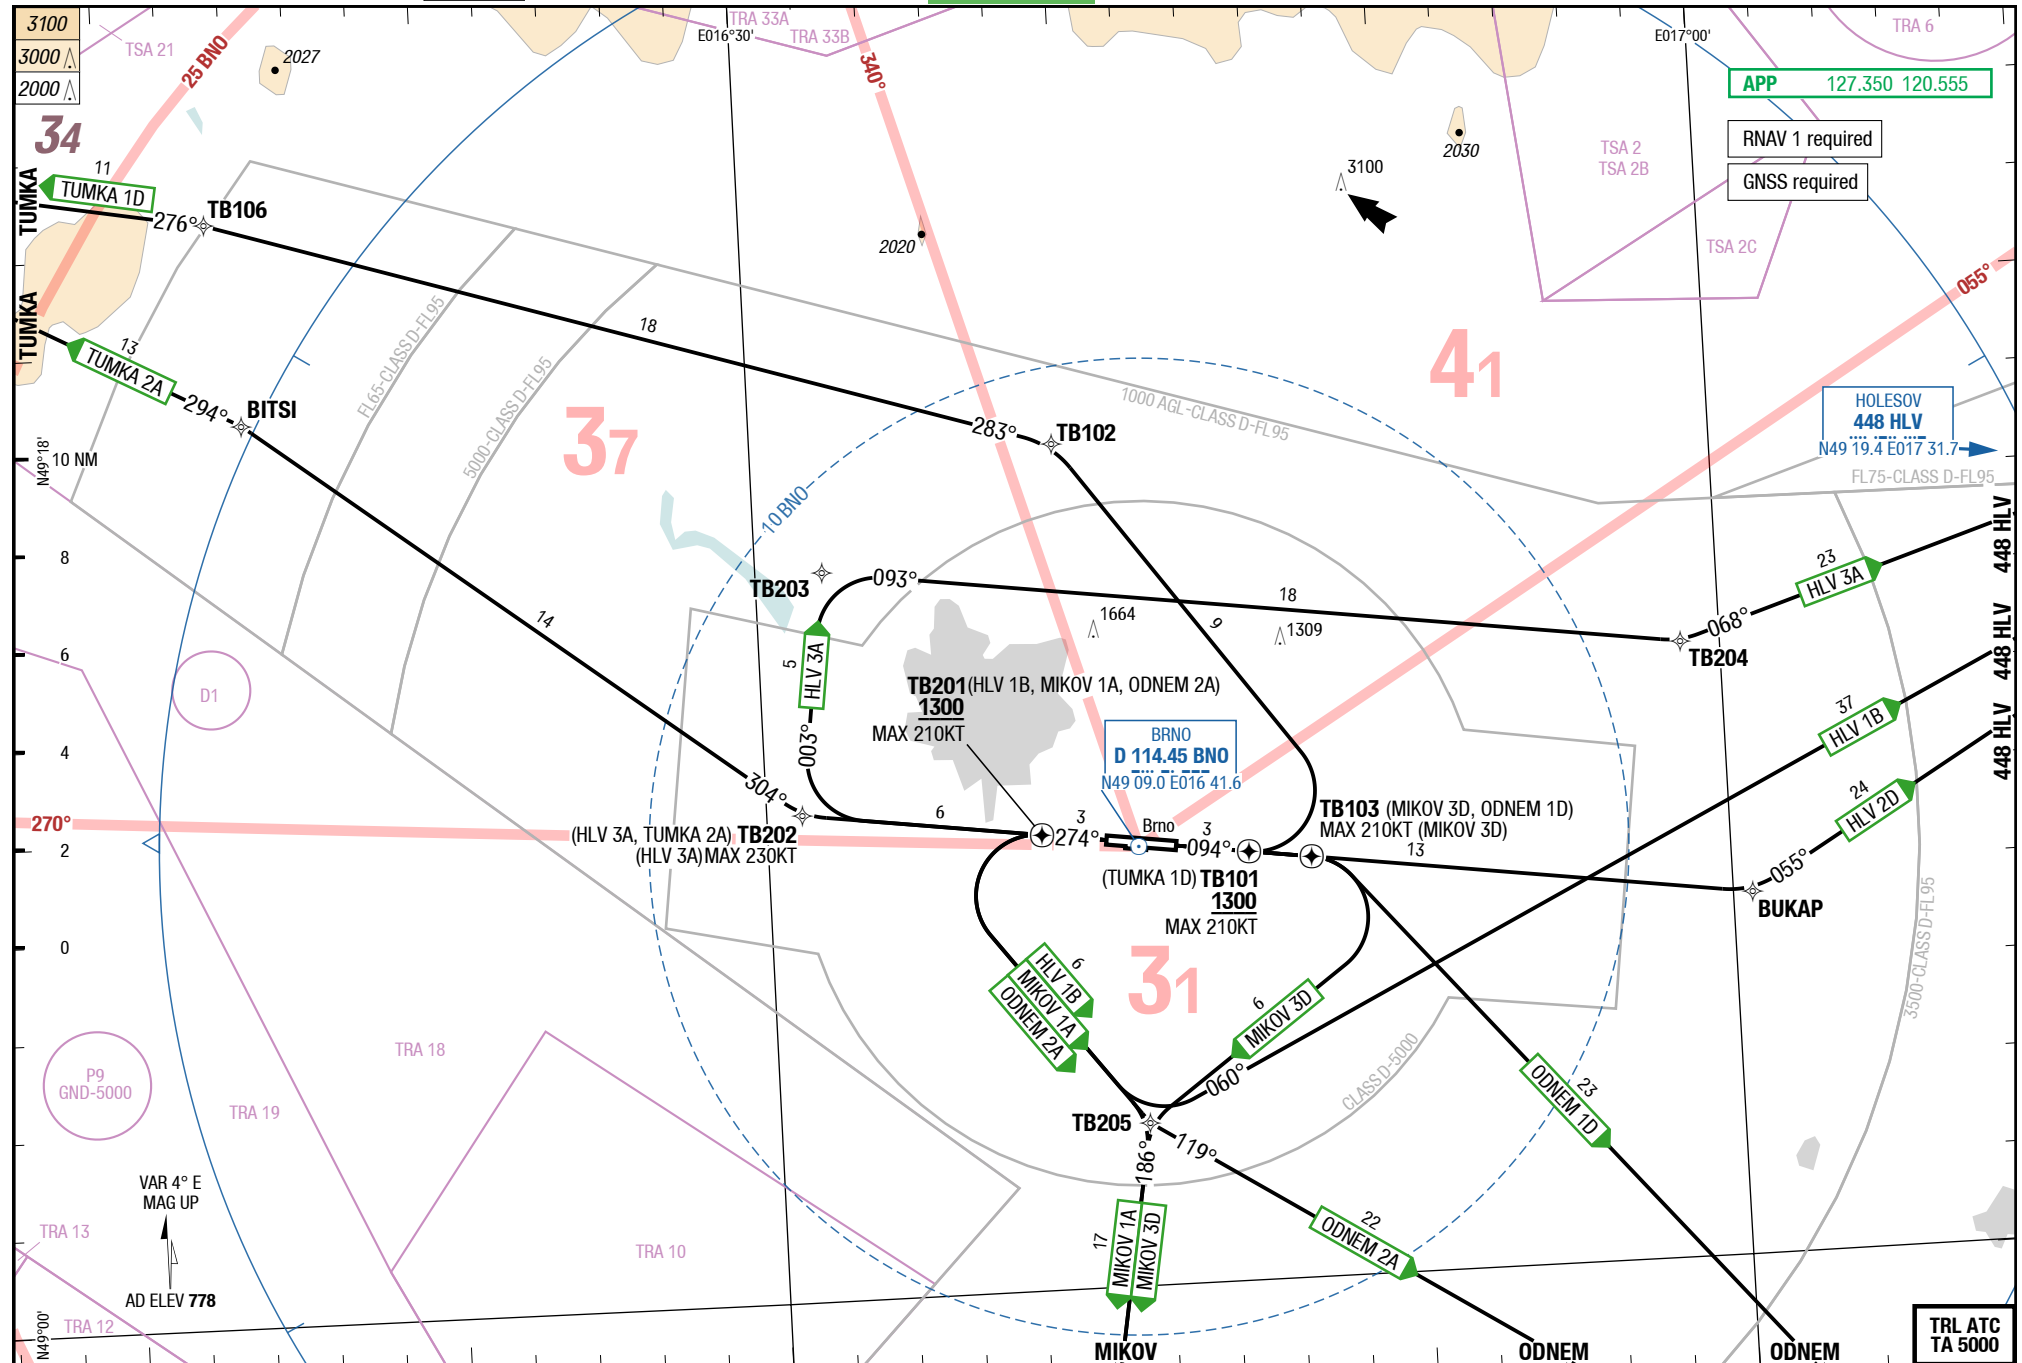 3100
3000
2000
34
TSA 21
25 BNO
2027
TRA 33A
E016°30'
TRA 33B
340°
E017°00'
TRA 6
APP 127.350 120.555
RNAV 1 required
GNSS required
TSA 2
TSA 2B
TSA 2C
2030
3100
2020
055°
TUMKA
11
TUMKA 1D
276°
TB106
TUMKA
13
TUMKA 2A
294°
BITSI
FL65-CLASS D-FL95
5000-CLASS D-FL95
18
37
41
283°
TB102
1000 AGL-CLASS D-FL95
HOLESOV
448 HLV
N49 19.4 E017 31.7
FL75-CLASS D-FL95
N49°18'
10 NM
8
6
4
2
0
10 BNO
TB203
093°
18
9
1664
1309
14
5
HLV 3A
003°
TB204
068°
23
HLV 3A
448 HLV
448 HLV
448 HLV
37
HLV 1B
24
HLV 2D
055°
BUKAP
D1
TB201 (HLV 1B, MIKOV 1A, ODNEM 2A)
1300
MAX 210KT
BRNO
D 114.45 BNO
N49 09.0 E016 41.6
304°
270°
6
(HLV 3A, TUMKA 2A) TB202
(HLV 3A) MAX 230KT
3
274°
Brno
3
094°
TB103 (MIKOV 3D, ODNEM 1D)
MAX 210KT (MIKOV 3D)
13
(TUMKA 1D) TB101
1300
MAX 210KT
31
6
HLV 1B
MIKOV 1A
ODNEM 2A
6
MIKOV 3D
060°
TB205
119°
186°
CLASS D-5000
3500-CLASS D-FL95
23
ODNEM 1D
22
ODNEM 2A
17
MIKOV 1A
MIKOV 3D
P9
GND-5000
TRA 18
TRA 19
TRA 10
TRA 13
TRA 12
VAR 4° E
MAG UP
AD ELEV 778
N49°00'
MIKOV
ODNEM
ODNEM
TRL ATC
TA 5000